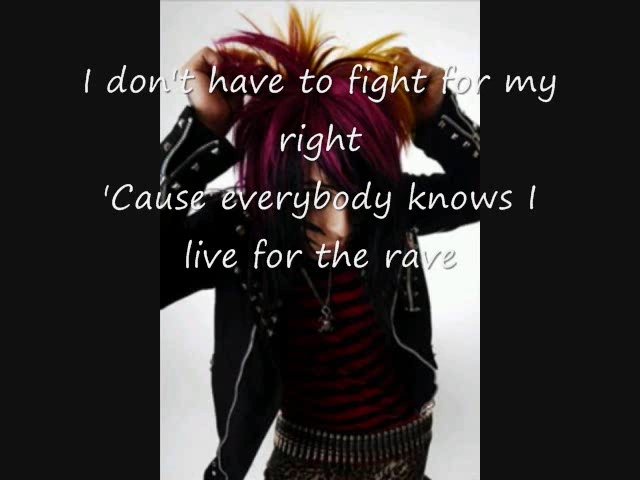 I don't have to fight for my
right
'Cause everybody knows I
live for the rave